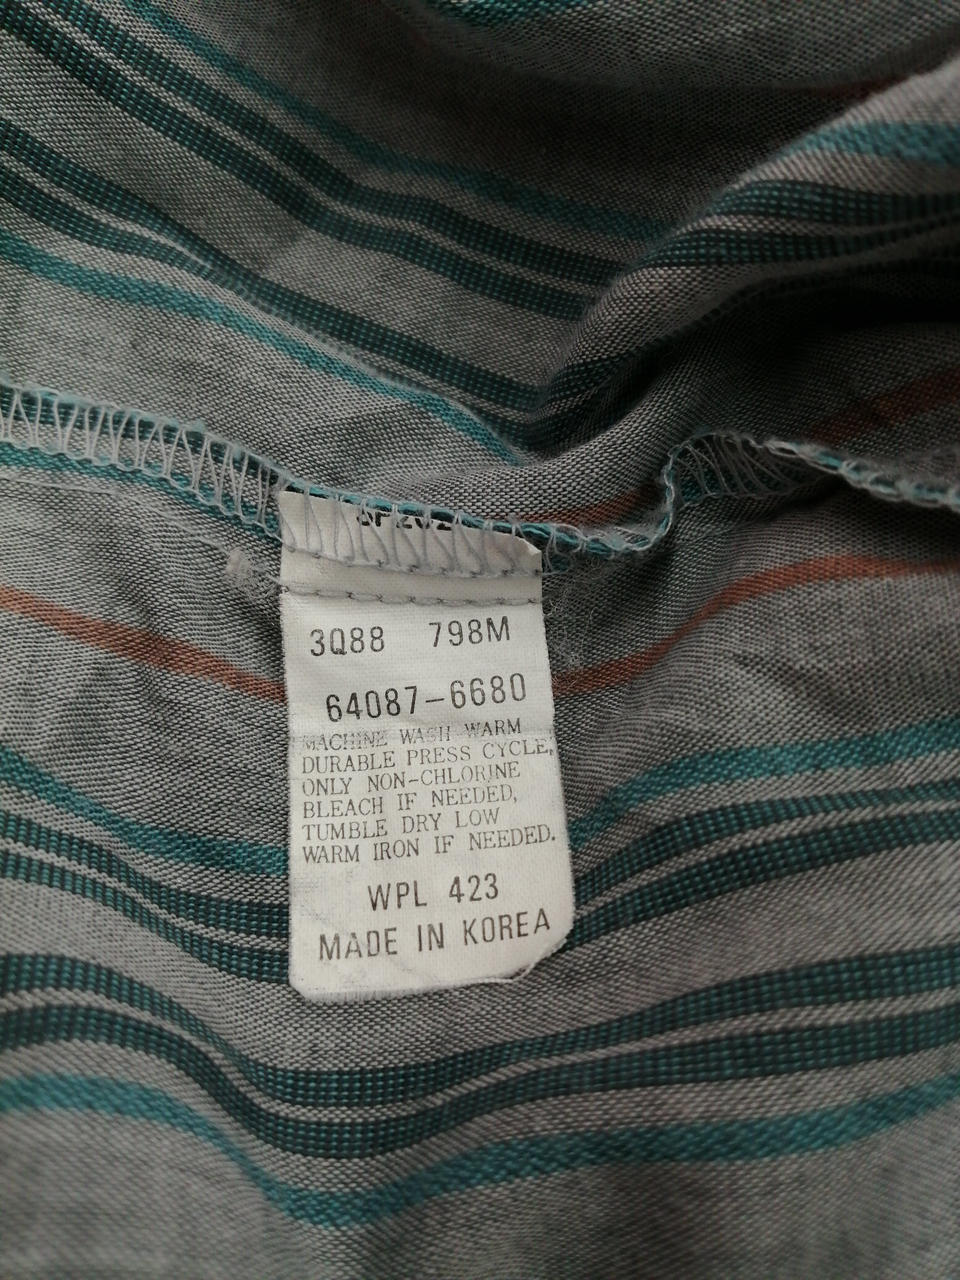 3Q88 798M
64087-6680
MACHINE WASH WARM
DURABLE PRESS CYCLE,
ONLY NON-CHLORINE
BLEACH IF NEEDED,
TUMBLE DRY LOW
WARM IRON IF NEEDED.
WPL 423
MADE IN KOREA